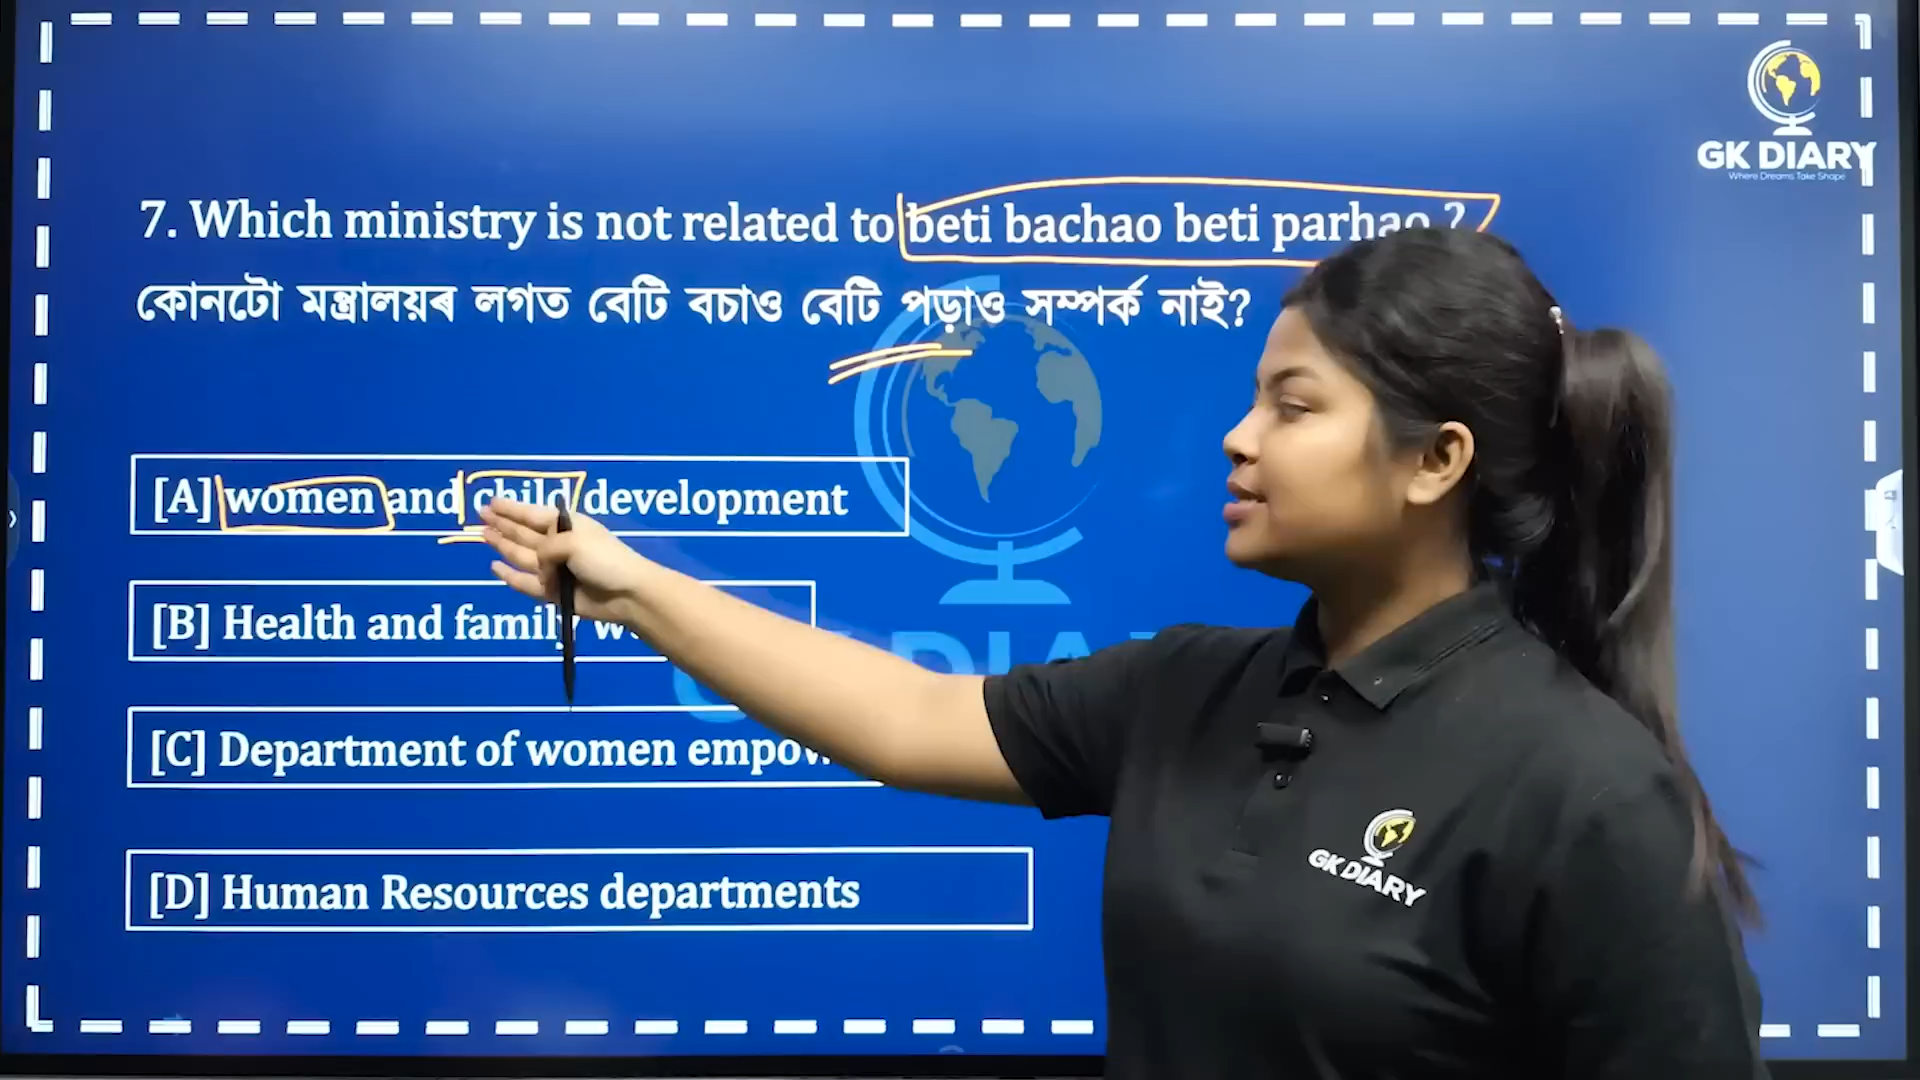 GK DIARY
Where Dreams Take Shape
7. Which ministry is not related to beti bachao beti parhao ?
কোনটো মন্ত্ৰালয়ৰ লগত বেটি বচাও বেটি পড়াও সম্পৰ্ক নাই?
[A] women and child development
[B] Health and family
[C] Department of women
[D] Human Resources departments
GK DIARY